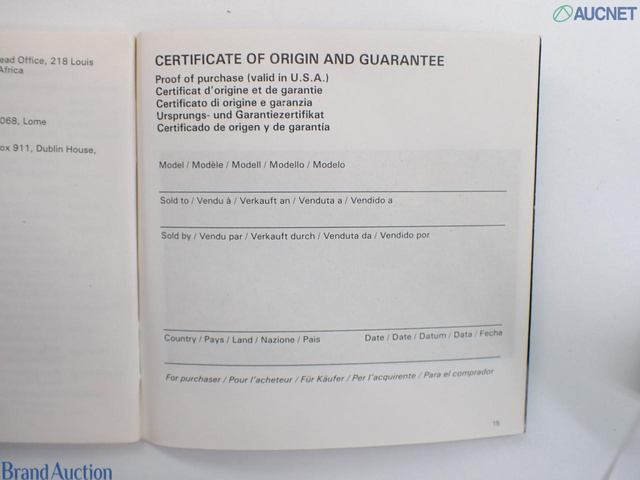 AUCNET
ead Office, 218 Louis
Africa
068, Lome
ox 911, Dublin House,
CERTIFICATE OF ORIGIN AND GUARANTEE
Proof of purchase (valid in U.S.A.)
Certificat d'origine et de garantie
Certificato di origine e garanzia
Ursprungs- und Garantiezertifikat
Certificado de origen y de garantía
Model / Modèle / Modell / Modello / Modelo
Sold to / Vendu à / Verkauft an / Venduta a / Vendido a
Sold by / Vendu par / Verkauft durch / Venduta da / Vendido por
Country / Pays / Land / Nazione / Pais Date / Date / Datum / Data / Fecha
For purchaser / Pour l'acheteur / Für Käufer / Per l'acquirente / Para el comprador
15
Brand Auction